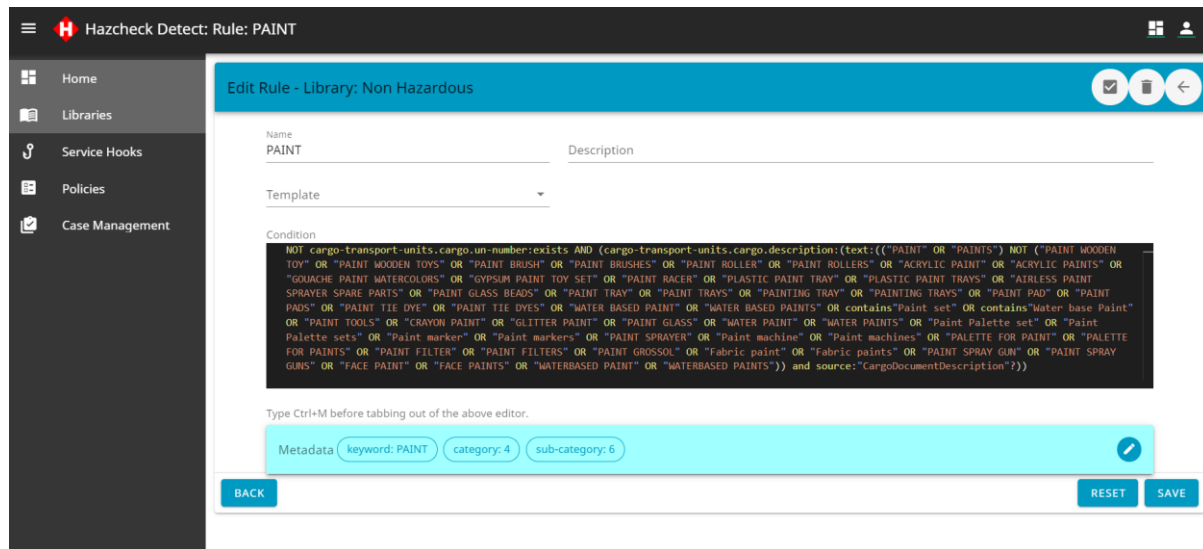 Hazcheck Detect: Rule: PAINT
Home
Libraries
Service Hooks
Policies
Case Management
Edit Rule - Library: Non Hazardous
Name
PAINT
Description
Template
Condition
NOT cargo-transport-units.cargo.un-number:exists AND (cargo-transport-units.cargo.description:(text:(("PAINT" OR "PAINTS") NOT ("PAINT WOODEN
TOY" OR "PAINT WOODEN TOYS" OR "PAINT BRUSH" OR "PAINT BRUSHES" OR "PAINT ROLLER" OR "PAINT ROLLERS" OR "ACRYLIC PAINT" OR "ACRYLIC PAINTS" OR
"GOUACHE PAINT WATERCOLORS" OR "GYPSUM PAINT TOY SET" OR "PAINT RACER" OR "PLASTIC PAINT TRAY" OR "PLASTIC PAINT TRAYS" OR "AIRLESS PAINT
SPRAYER SPARE PARTS" OR "PAINT GLASS BEADS" OR "PAINT TRAY" OR "PAINT TRAYS" OR "PAINTING TRAY" OR "PAINTING TRAYS" OR "PAINT PAD" OR "PAINT
PADS" OR "PAINT TIE DYE" OR "PAINT TIE DYES" OR "WATER BASED PAINT" OR "WATER BASED PAINTS" OR contains"Paint set" OR contains"Water base Paint"
OR "PAINT TOOLS" OR "CRAYON PAINT" OR "GLITTER PAINT" OR "PAINT GLASS" OR "WATER PAINT" OR "WATER PAINTS" OR "Paint Palette set" OR "Paint
Palette sets" OR "Paint marker" OR "Paint markers" OR "PAINT SPRAYER" OR "Paint machine" OR "Paint machines" OR "PALETTE FOR PAINT" OR "PALETTE
FOR PAINTS" OR "PAINT FILTER" OR "PAINT FILTERS" OR "PAINT GROSSOL" OR "Fabric paint" OR "Fabric paints" OR "PAINT SPRAY GUN" OR "PAINT SPRAY
GUNS" OR "FACE PAINT" OR "FACE PAINTS" OR "WATERBASED PAINT" OR "WATERBASED PAINTS")) and source:"CargoDocumentDescription"?))
Type Ctrl+M before tabbing out of the above editor.
Metadata keyword: PAINT category: 4 sub-category: 6
BACK RESET SAVE